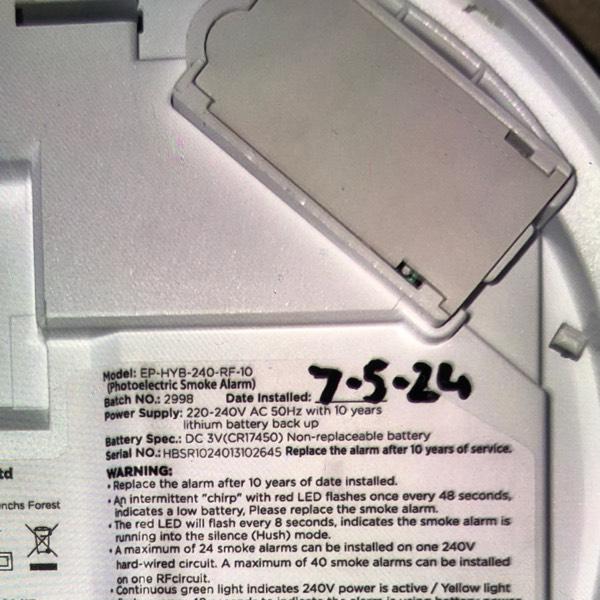 Model: EP-HYB-240-RF-10
(Photoelectric Smoke Alarm)
Batch NO.: 2998 Date Installed: 7-5-24
Power Supply: 220-240V AC 50Hz with 10 years
lithium battery back up
Battery Spec.: DC 3V(CR17450) Non-replaceable battery
Serial NO.: HBSR1024013102645 Replace the alarm after 10 years of service.
WARNING:
• Replace the alarm after 10 years of date installed.
• An intermittent "chirp" with red LED flashes once every 48 seconds,
indicates a low battery, Please replace the smoke alarm.
• The red LED will flash every 8 seconds, indicates the smoke alarm is
running into the silence (Hush) mode.
• A maximum of 24 smoke alarms can be installed on one 240V
hard-wired circuit. A maximum of 40 smoke alarms can be installed
on one RFcircuit.
• Continuous green light indicates 240V power is active / Yellow light
td
nchs Forest